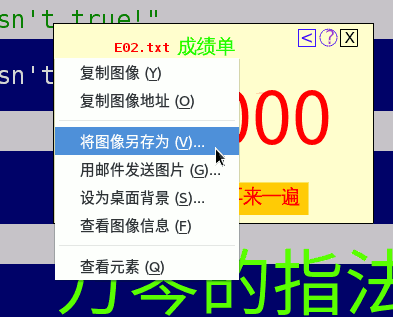 sn't true!"
E02.txt 成绩单
< ? X
sn't
000
复制图像 (Y)
复制图像地址 (O)
将图像另存为 (V)...
用邮件发送图片 (G)...
设为桌面背景 (S)...
查看图像信息 (F)
查看元素 (Q)
来一遍
琴的指法